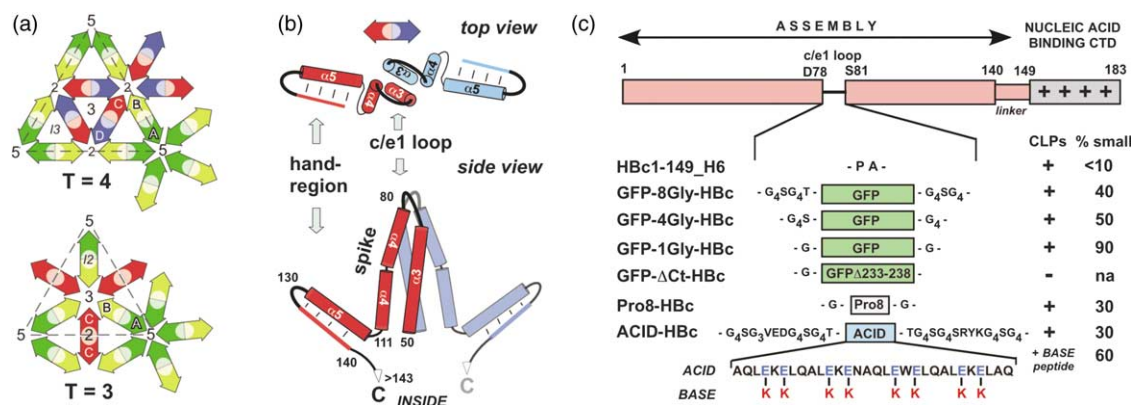 (a)
5
2
2
C
B
3
I3
D
A
5
2
5
T = 4
I2
3
B
A
C
5
2
5
C
T = 3
(b)
top view
α5
α4
α3
α3
α4
α5
hand-
region
c/e1 loop
side view
80
spike
α4
α3
130
α5
α4
111
50
140
>143
C
INSIDE
C
(c)
ASSEMBLY
NUCLEIC ACID
BINDING CTD
c/e1 loop
1
D78
S81
140
149
183
linker
+ + + +
CLPs
% small
HBc1-149_H6
- P A -
+
<10
GFP-8Gly-HBc
- G4SG4T -
GFP
- G4SG4 -
+
40
GFP-4Gly-HBc
- G4S -
GFP
- G4 -
+
50
GFP-1Gly-HBc
- G -
GFP
- G -
+
90
GFP-ΔCt-HBc
- G -
GFPΔ233-238
-
na
Pro8-HBc
- G -
Pro8
- G -
+
30
ACID-HBc
- G4SG3VEDG4SG4T -
ACID
- TG4SG4SRYKG4SG4 -
+
30
+ BASE
peptide
60
ACID
AQLEKELQALEKENAQLEWELQALEKELAQ
BASE
K K K K K K K K